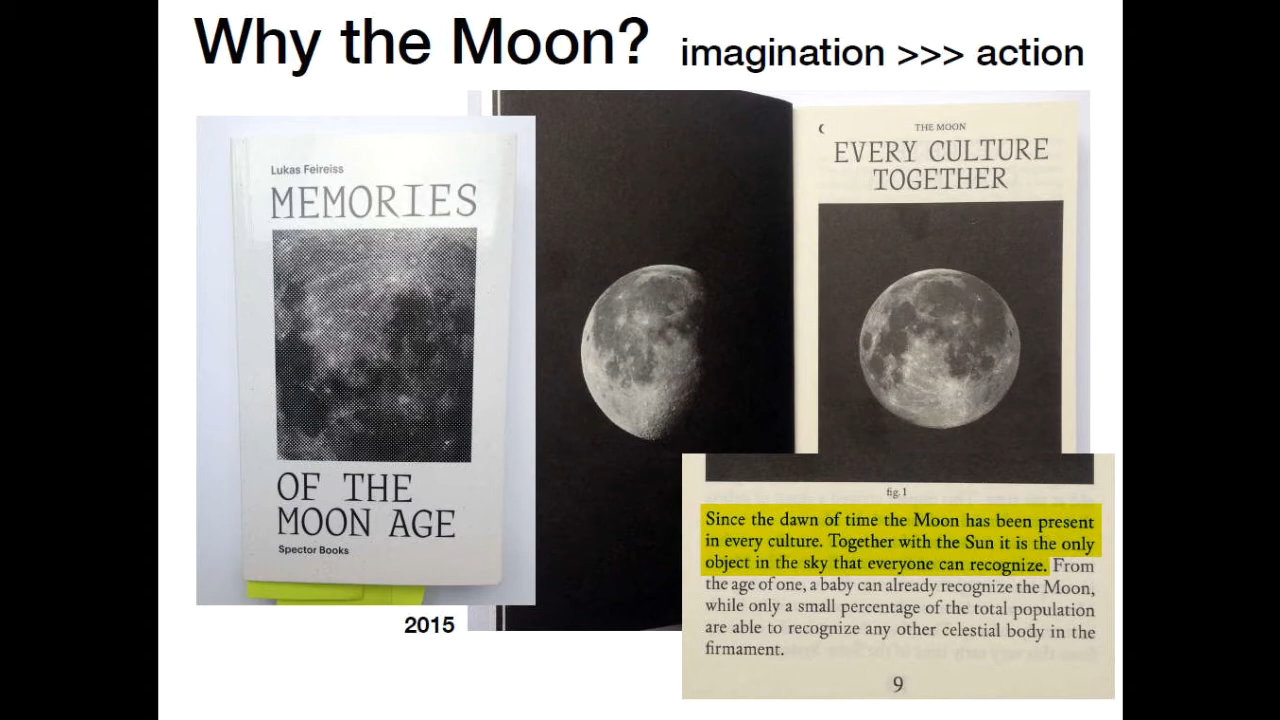 Why the Moon? imagination >>> action
Lukas Feireiss
MEMORIES
OF THE
MOON AGE
Spector Books
2015
THE MOON
EVERY CULTURE
TOGETHER
fig.1
Since the dawn of time the Moon has been present
in every culture. Together with the Sun it is the only
object in the sky that everyone can recognize. From
the age of one, a baby can already recognize the Moon,
while only a small percentage of the total population
are able to recognize any other celestial body in the
firmament.
9